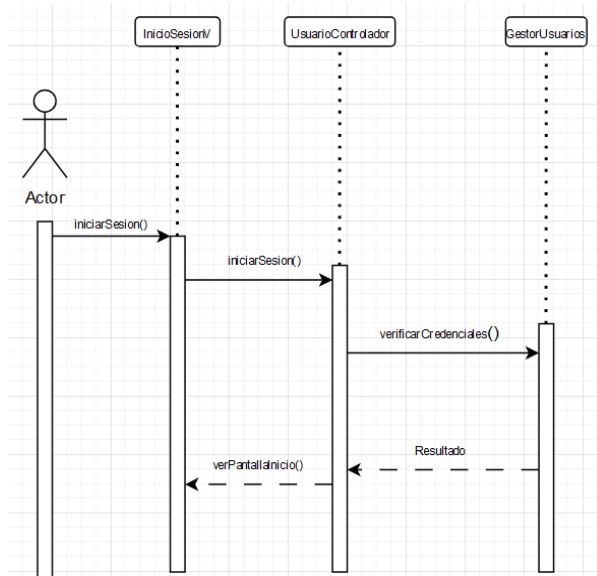 InicioSesionV
UsuarioControlador
GestorUsuarios
Actor
iniciarSesion()
iniciarSesion()
verificarCredenciales()
Resultado
verPantallaInicio()